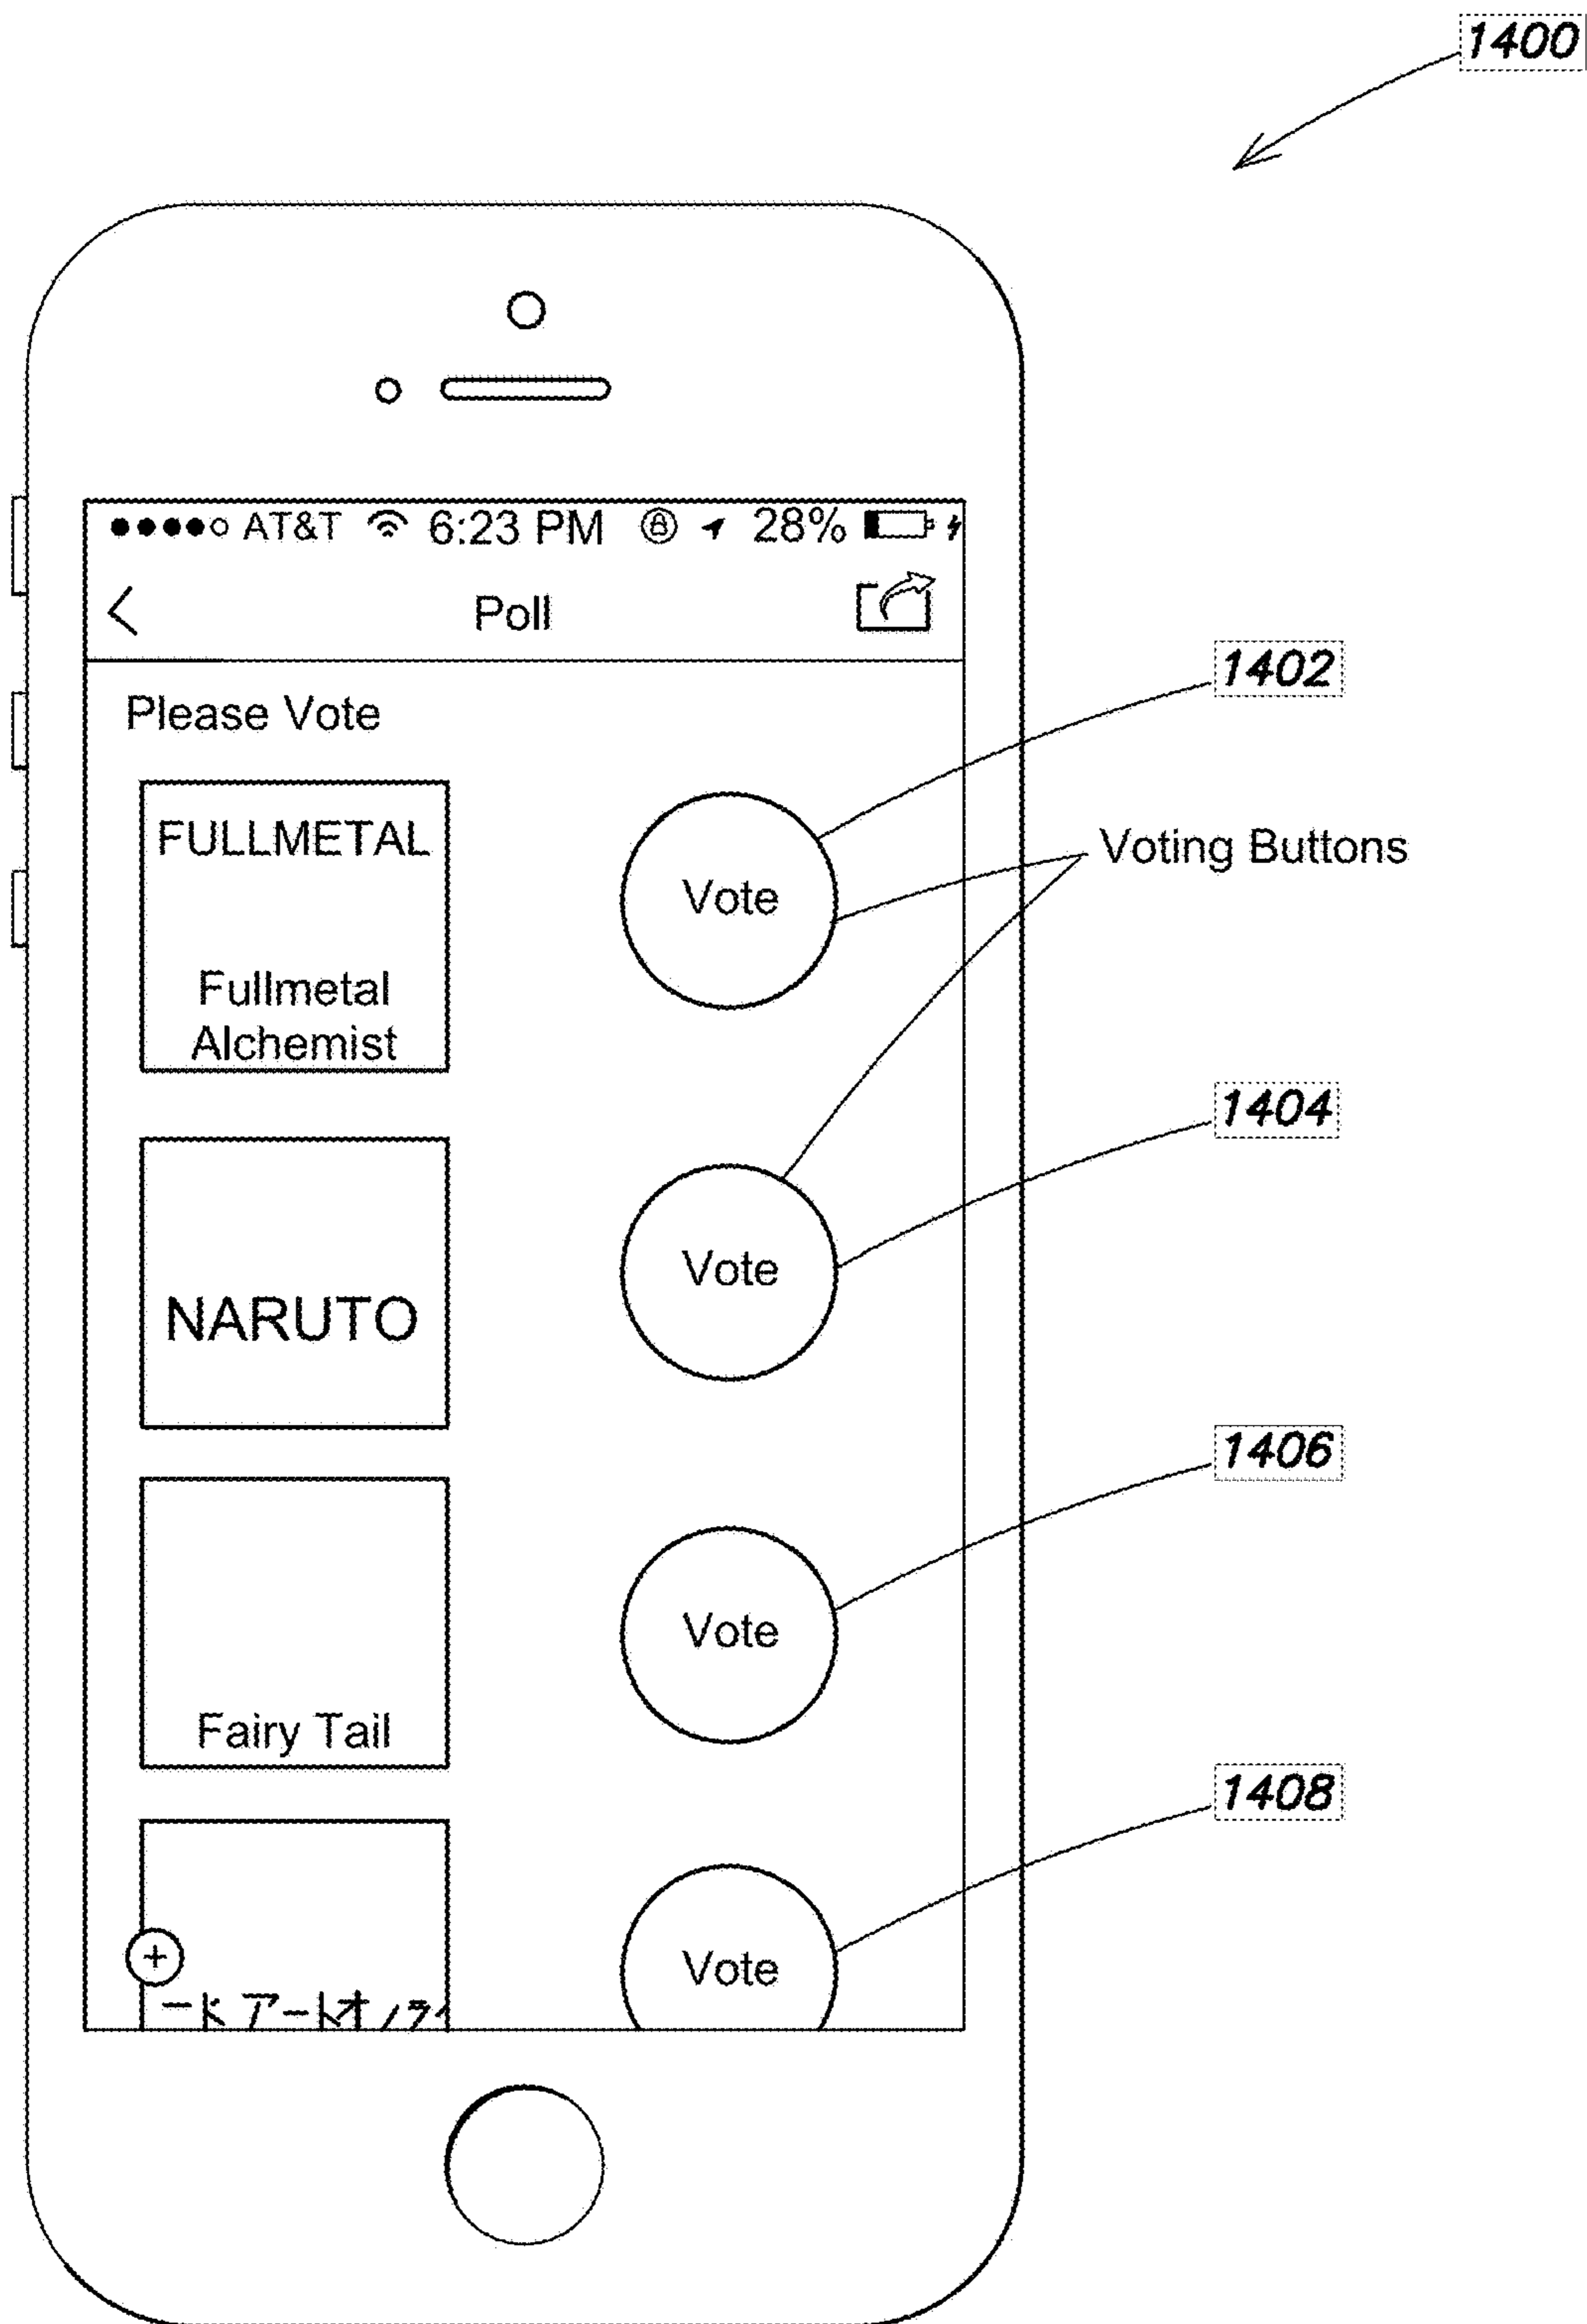 1400
AT&T 6:23 PM 28%
Poll
1402
Please Vote
FULLMETAL
Vote
Voting Buttons
Fullmetal
Alchemist
1404
Vote
NARUTO
1406
Vote
Fairy Tail
1408
Vote